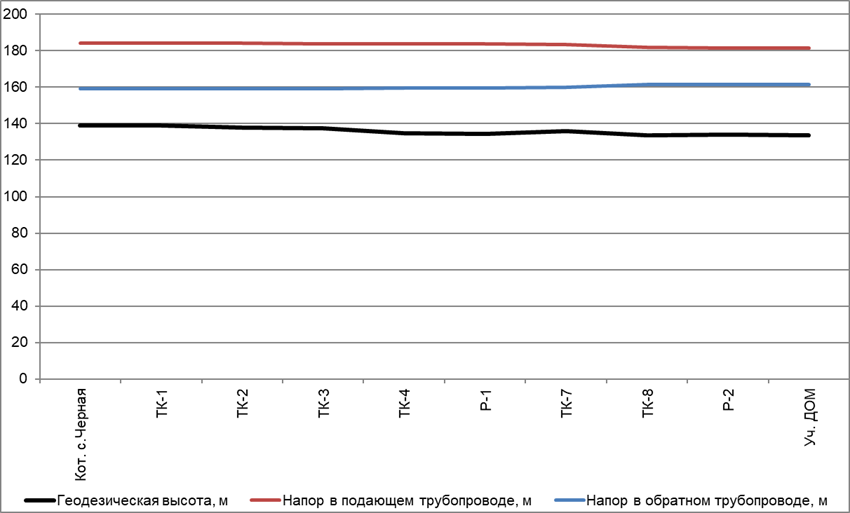 200
180
160
140
120
100
80
60
40
20
0
Кот. с.Черная
ТК-1
ТК-2
ТК-3
ТК-4
Р-1
ТК-7
ТК-8
Р-2
Уч. ДОМ
Геодезическая высота, м
Напор в подающем трубопроводе, м
Напор в обратном трубопроводе, м